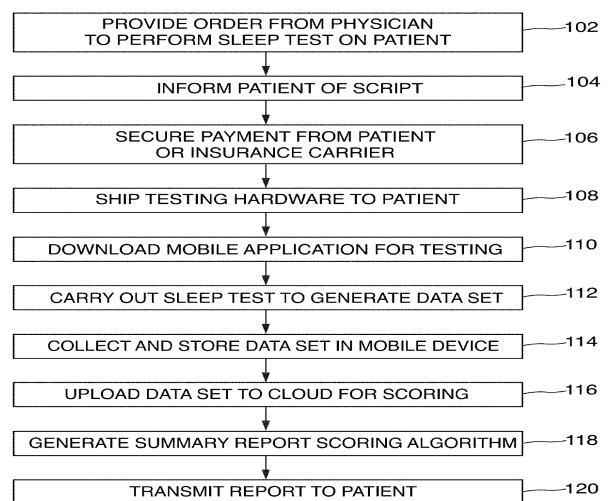 PROVIDE ORDER FROM PHYSICIAN
TO PERFORM SLEEP TEST ON PATIENT
102
INFORM PATIENT OF SCRIPT
104
SECURE PAYMENT FROM PATIENT
OR INSURANCE CARRIER
106
SHIP TESTING HARDWARE TO PATIENT
108
DOWNLOAD MOBILE APPLICATION FOR TESTING
110
CARRY OUT SLEEP TEST TO GENERATE DATA SET
112
COLLECT AND STORE DATA SET IN MOBILE DEVICE
114
UPLOAD DATA SET TO CLOUD FOR SCORING
116
GENERATE SUMMARY REPORT SCORING ALGORITHM
118
TRANSMIT REPORT TO PATIENT
120